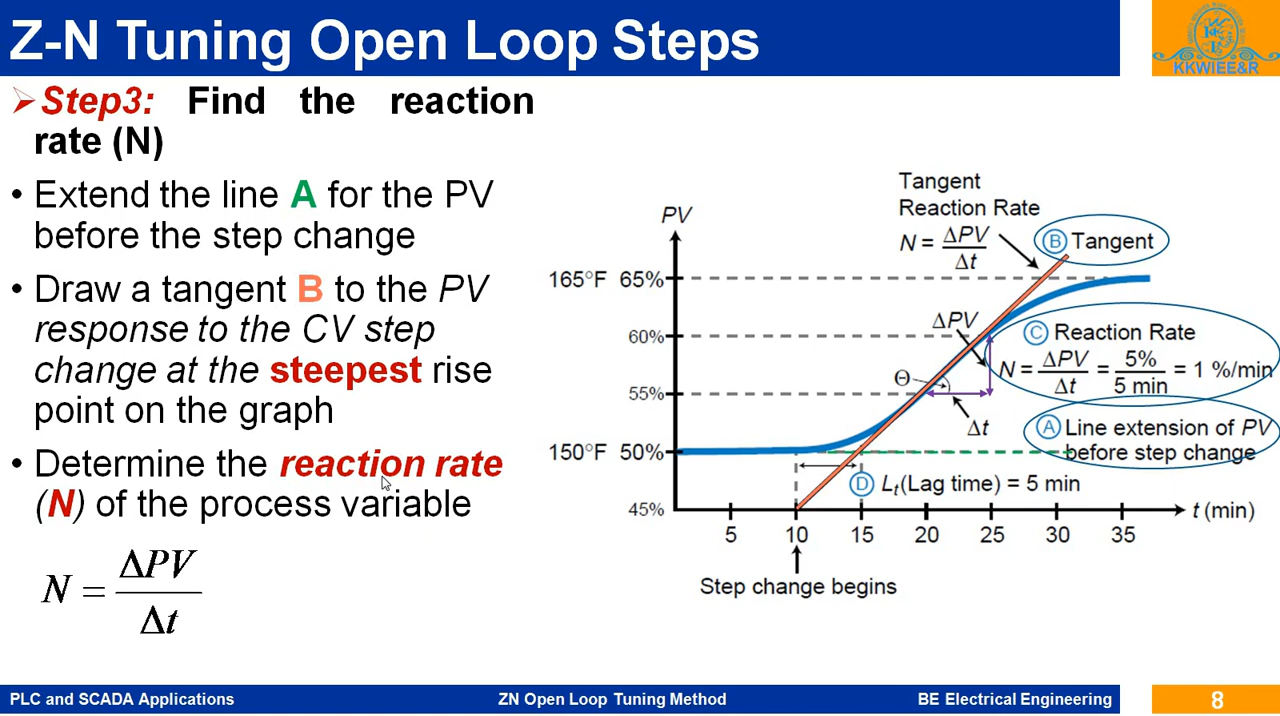 Z-N Tuning Open Loop Steps
KKWIEE&R
➢Step3: Find the reaction
rate (N)
• Extend the line A for the PV
before the step change
• Draw a tangent B to the PV
response to the CV step
change at the steepest rise
point on the graph
• Determine the reaction rate
(N) of the process variable
N = ΔPV / Δt
Tangent
Reaction Rate
N = ΔPV / Δt
PV
B Tangent
165°F 65%
ΔPV
60%
C Reaction Rate
N = ΔPV / Δt = 5% / 5 min = 1 %/min
Θ
55%
Δt
A Line extension of PV
before step change
150°F 50%
D Lt (Lag time) = 5 min
45%
t (min)
5 10 15 20 25 30 35
Step change begins
PLC and SCADA Applications
ZN Open Loop Tuning Method
BE Electrical Engineering
8